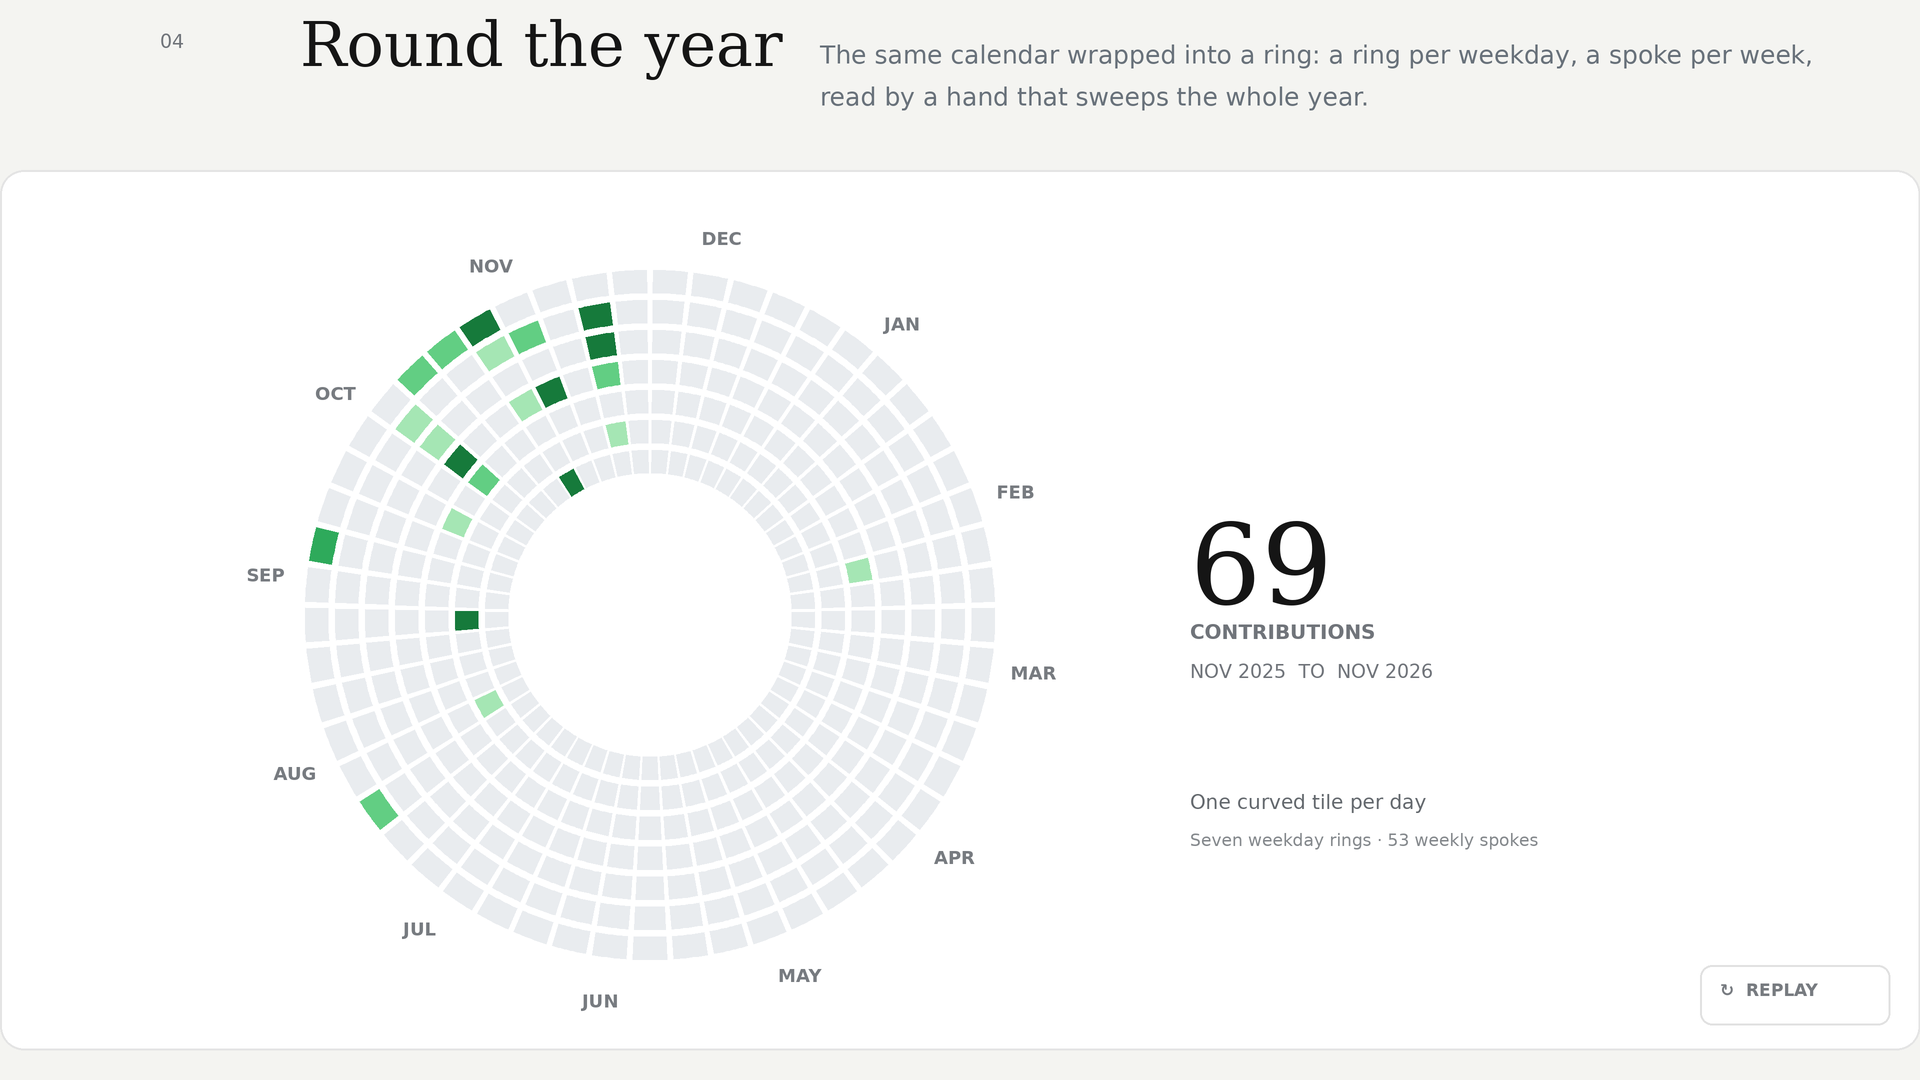 04
Round the year
The same calendar wrapped into a ring: a ring per weekday, a spoke per week,
read by a hand that sweeps the whole year.
DEC
JAN
FEB
MAR
APR
MAY
JUN
JUL
AUG
SEP
OCT
NOV
69
CONTRIBUTIONS
NOV 2025 TO NOV 2026
One curved tile per day
Seven weekday rings · 53 weekly spokes
↻ REPLAY